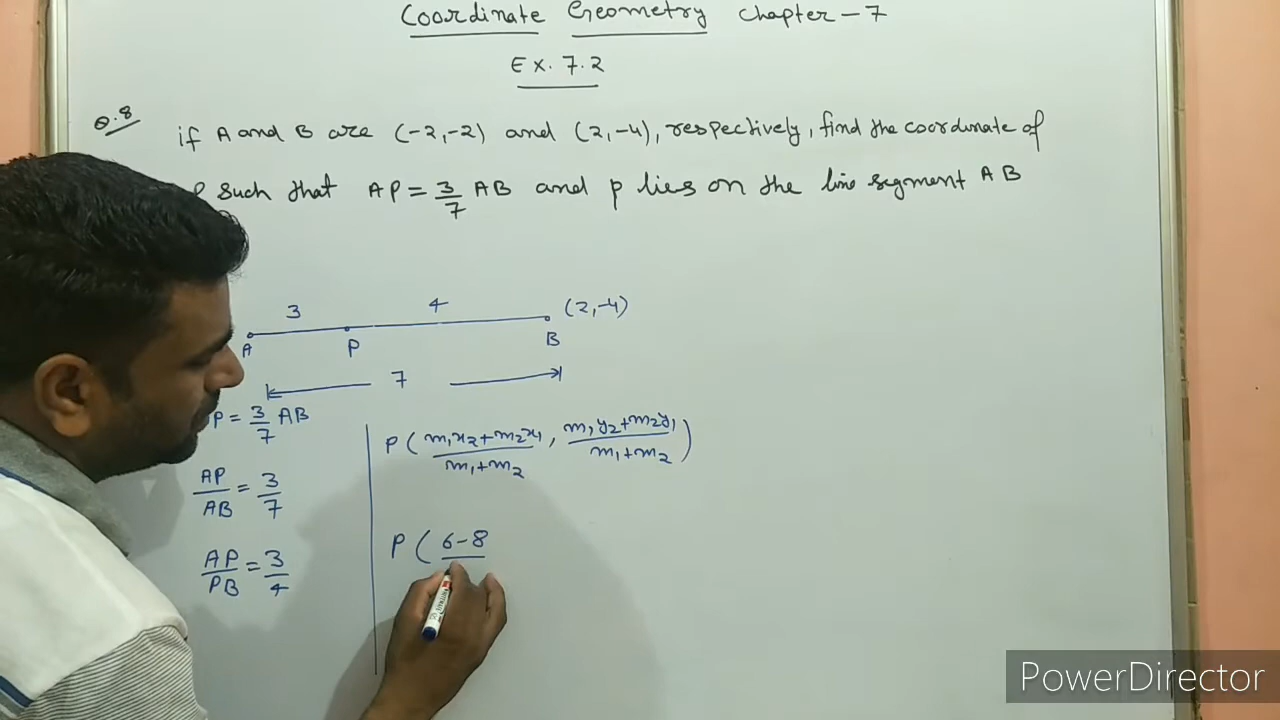 Coordinate Geometry chapter-7
Ex. 7.2
Q.8
if A and B are (-2,-2) and (2,-4), respectively, find the coordinate of
P such that AP = 3/7 AB and p lies on the line segment AB
3 4 (2,-4)
A P B
7
P = 3/7 AB
P( m1x2+m2x1 / m1+m2 , m1y2+m2y1 / m1+m2 )
AP/AB = 3/7
P( 6-8
AP/PB = 3/4
PowerDirector